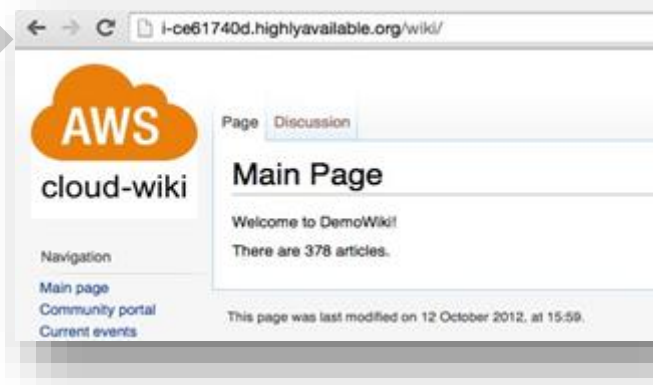 i-ce61740d.highlyavailable.org/wiki/
AWS
cloud-wiki
Page Discussion
Main Page
Welcome to DemoWiki!
There are 378 articles.
Navigation
Main page
Community portal
Current events
This page was last modified on 12 October 2012, at 15:59.